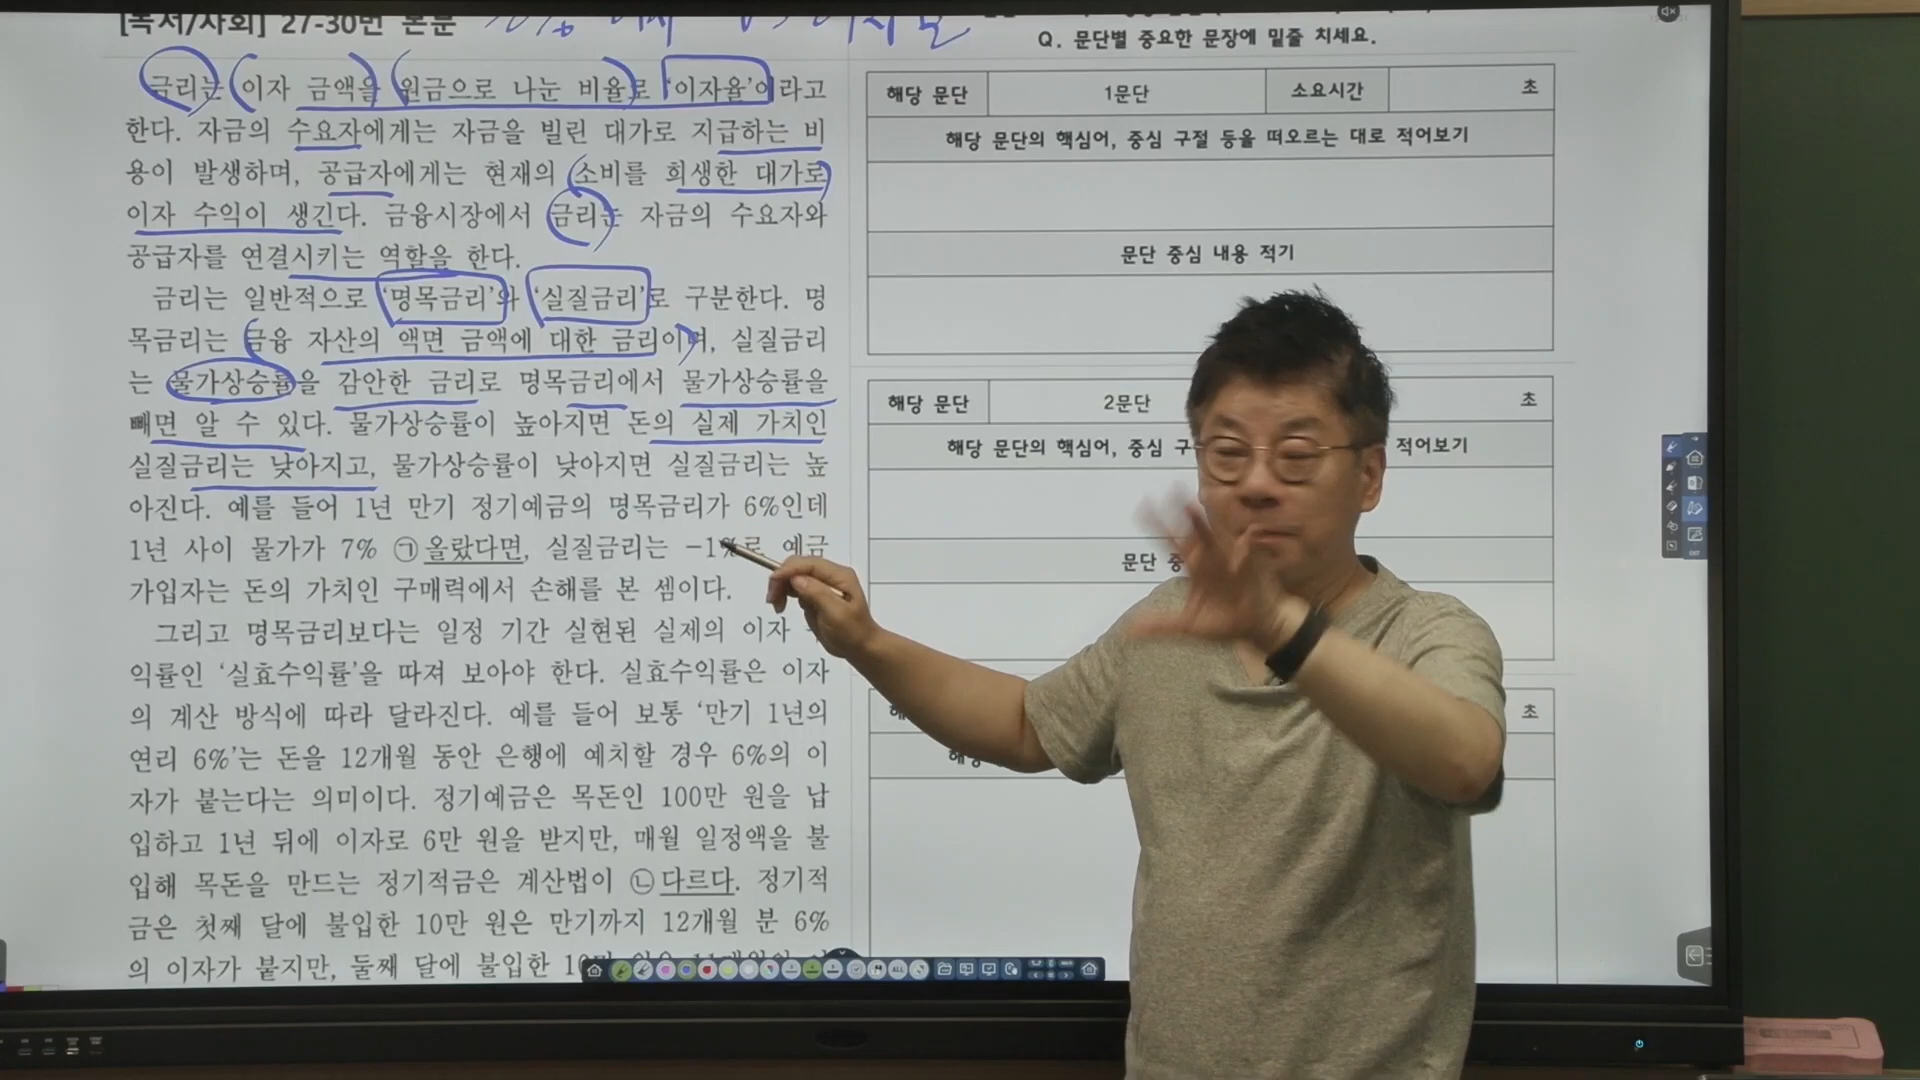 [독서/사회] 27-30번 본문
금리는 이자 금액을 원금으로 나눈 비율로 '이자율'이라고
한다. 자금의 수요자에게는 자금을 빌린 대가로 지급하는 비
용이 발생하며, 공급자에게는 현재의 소비를 희생한 대가로
이자 수익이 생긴다. 금융시장에서 금리는 자금의 수요자와
공급자를 연결시키는 역할을 한다.
금리는 일반적으로 '명목금리'와 '실질금리'로 구분한다. 명
목금리는 금융 자산의 액면 금액에 대한 금리이며, 실질금리
는 물가상승률을 감안한 금리로 명목금리에서 물가상승률을
빼면 알 수 있다. 물가상승률이 높아지면 돈의 실제 가치인
실질금리는 낮아지고, 물가상승률이 낮아지면 실질금리는 높
아진다. 예를 들어 1년 만기 정기예금의 명목금리가 6%인데
1년 사이 물가가 7% ㉠올랐다면, 실질금리는 -1%로 예금
가입자는 돈의 가치인 구매력에서 손해를 본 셈이다.
그리고 명목금리보다는 일정 기간 실현된 실제의 이자
익률인 '실효수익률'을 따져 보아야 한다. 실효수익률은 이자
의 계산 방식에 따라 달라진다. 예를 들어 보통 '만기 1년의
연리 6%'는 돈을 12개월 동안 은행에 예치할 경우 6%의 이
자가 붙는다는 의미이다. 정기예금은 목돈인 100만 원을 납
입하고 1년 뒤에 이자로 6만 원을 받지만, 매월 일정액을 불
입해 목돈을 만드는 정기적금은 계산법이 ㉡다르다. 정기적
금은 첫째 달에 불입한 10만 원은 만기까지 12개월 분 6%
의 이자가 붙지만, 둘째 달에 불입한
Q. 문단별 중요한 문장에 밑줄 치세요.
해당 문단 1문단 소요시간 초
해당 문단의 핵심어, 중심 구절 등을 떠오르는 대로 적어보기
문단 중심 내용 적기
해당 문단 2문단 초
해당 문단의 핵심어, 중심 구 적어보기
문단
초